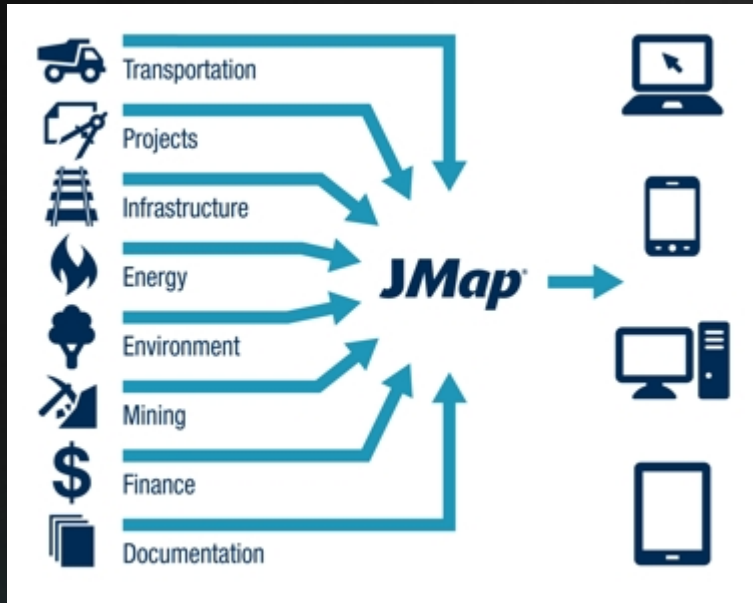 Transportation
Projects
Infrastructure
Energy
JMap®
Environment
Mining
$
Finance
Documentation